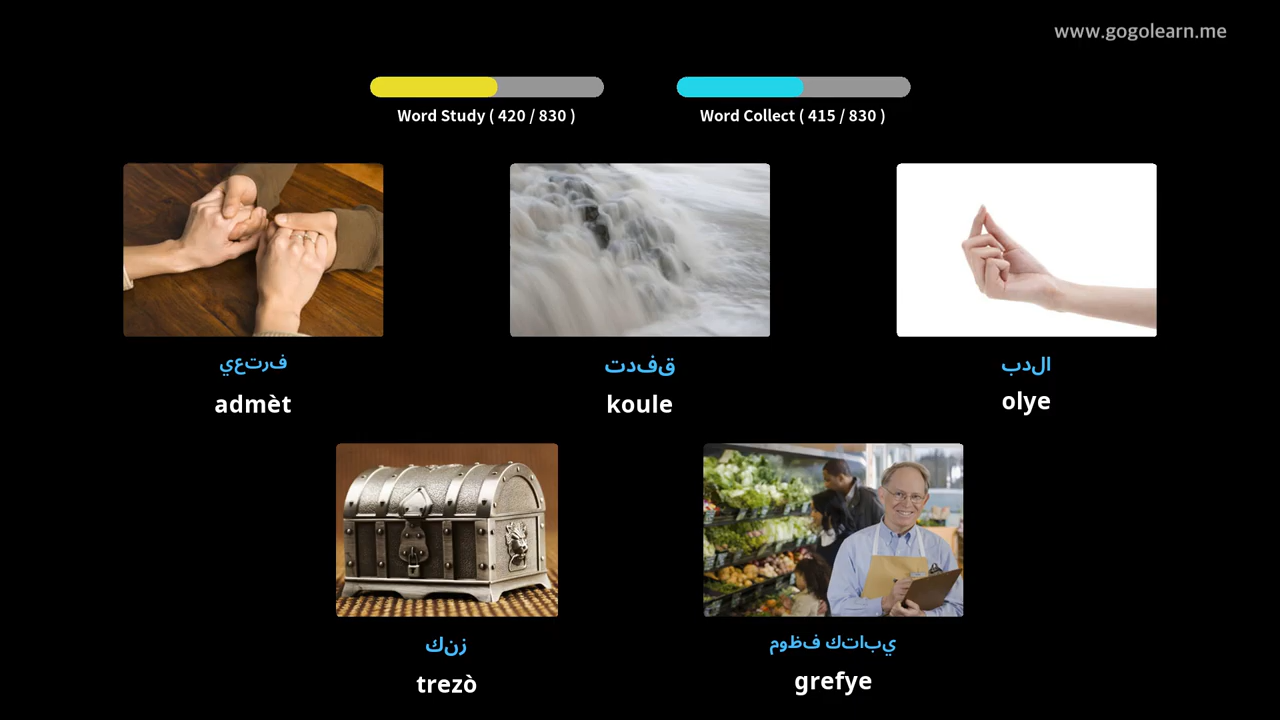 www.gogolearn.me
Word Study ( 420 / 830 )
Word Collect ( 415 / 830 )
فرتعي
قفدت
الدب
admèt
koule
olye
زنك
يباتك فظوم
trezò
grefye